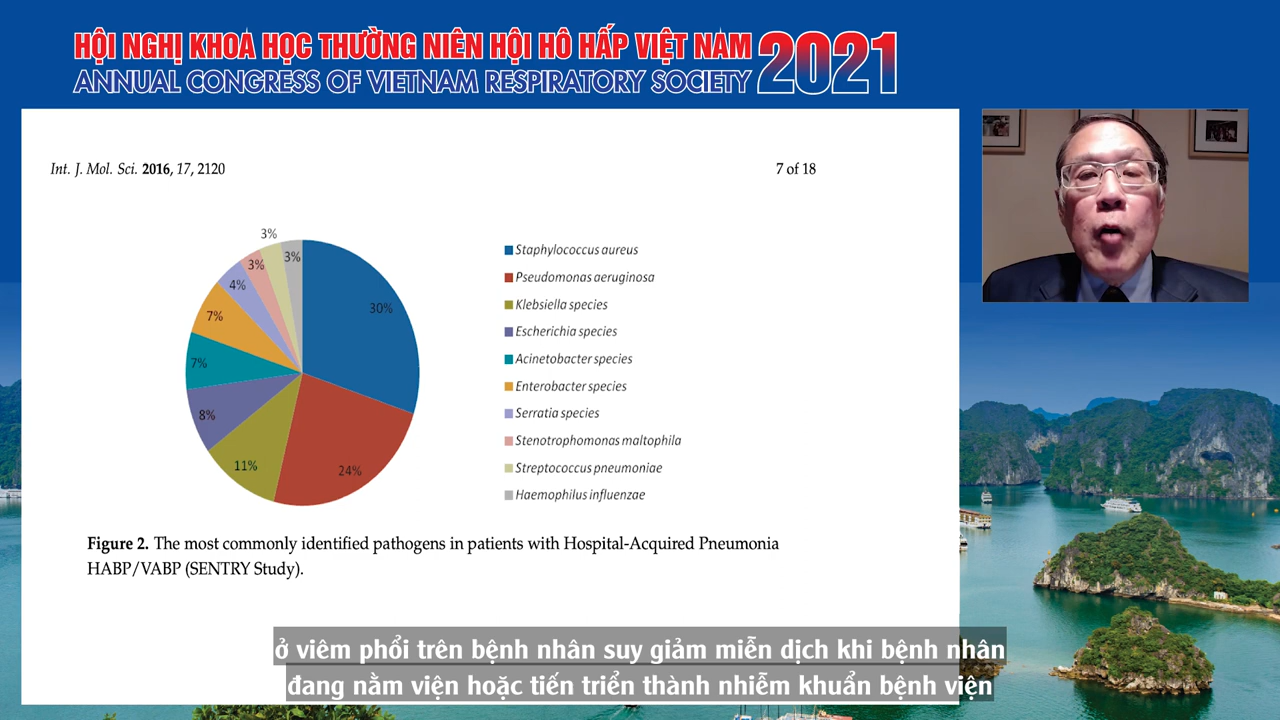 HỘI NGHỊ KHOA HỌC THƯỜNG NIÊN HỘI HÔ HẤP VIỆT NAM 2021
ANNUAL CONGRESS OF VIETNAM RESPIRATORY SOCIETY
Int. J. Mol. Sci. 2016, 17, 2120
7 of 18
3%
3%
3%
4%
7%
7%
8%
11%
24%
30%
Staphylococcus aureus
Pseudomonas aeruginosa
Klebsiella species
Escherichia species
Acinetobacter species
Enterobacter species
Serratia species
Stenotrophomonas maltophila
Streptococcus pneumoniae
Haemophilus influenzae
Figure 2. The most commonly identified pathogens in patients with Hospital-Acquired Pneumonia
HABP/VABP (SENTRY Study).
ở viêm phổi trên bệnh nhân suy giảm miễn dịch khi bệnh nhân
đang nằm viện hoặc tiến triển thành nhiễm khuẩn bệnh viện